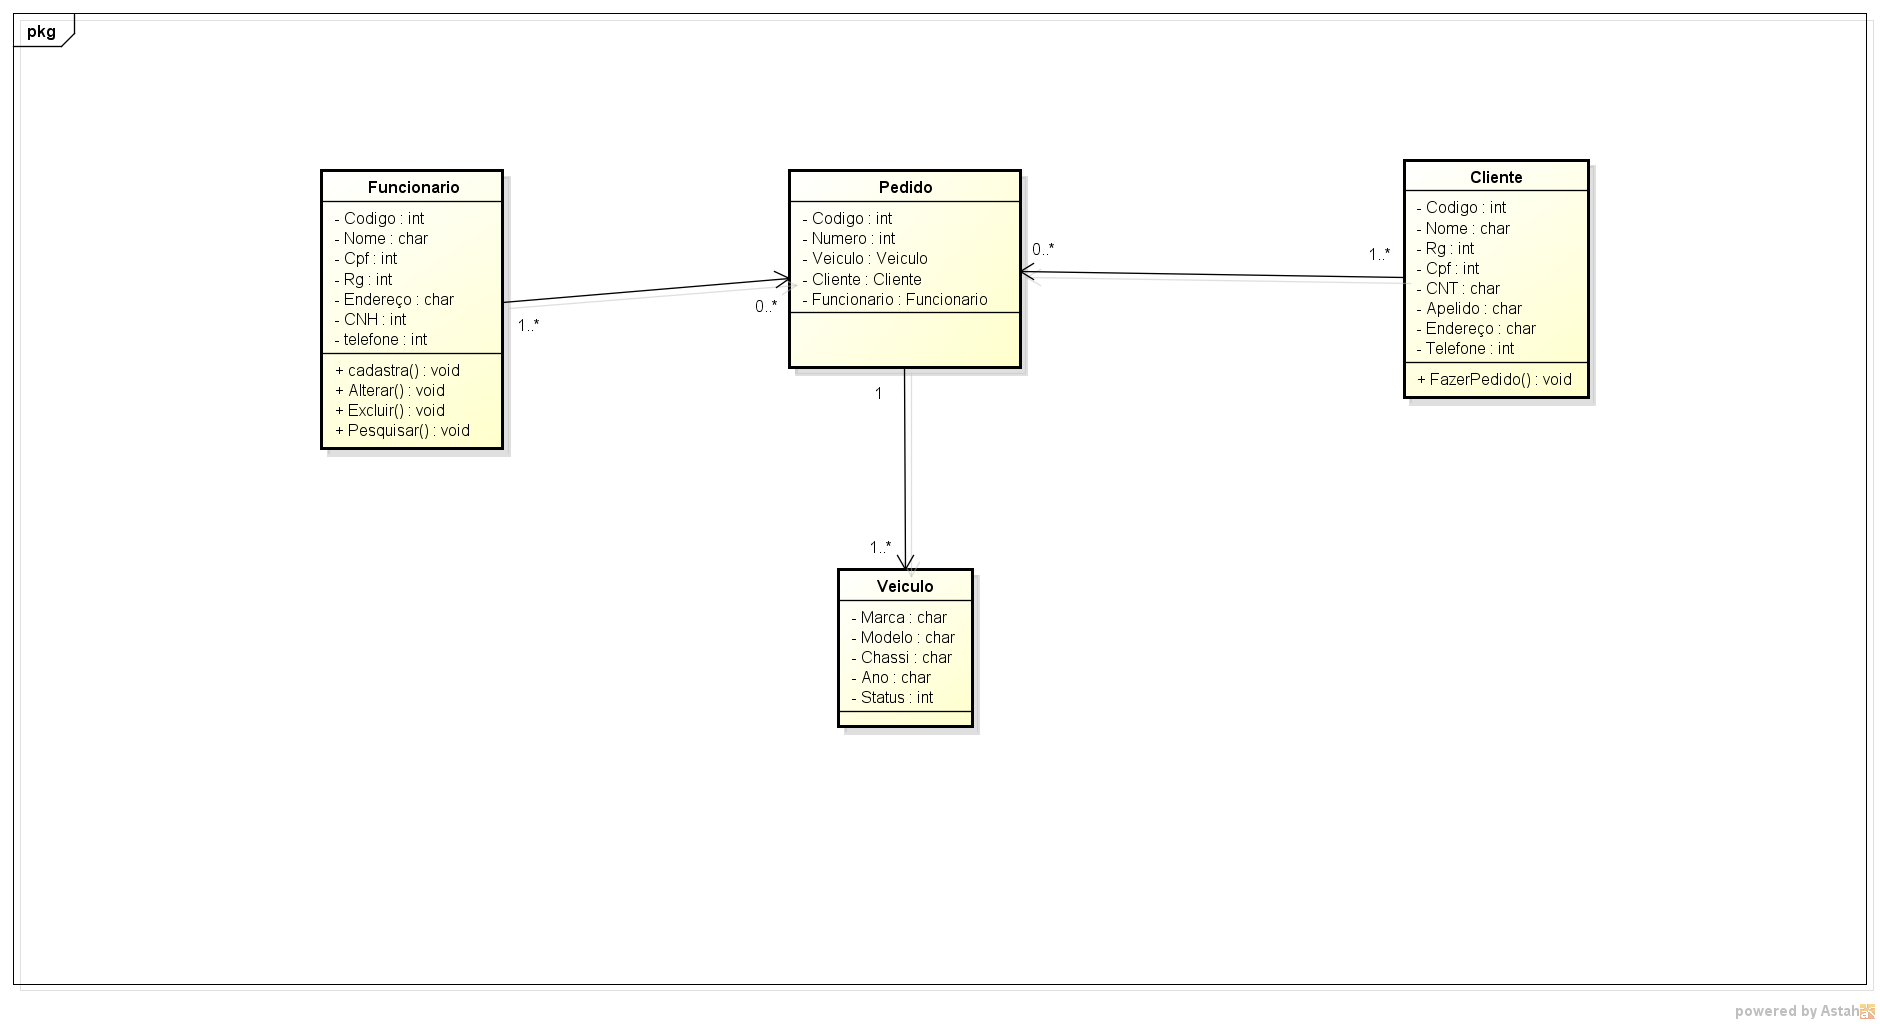 pkg
Funcionario
- Codigo : int
- Nome : char
- Cpf : int
- Rg : int
- Endereço : char
- CNH : int
- telefone : int
+ cadastra() : void
+ Alterar() : void
+ Excluir() : void
+ Pesquisar() : void
1..*
0..*
Pedido
- Codigo : int
- Numero : int
- Veiculo : Veiculo
- Cliente : Cliente
- Funcionario : Funcionario
0..*
1..*
Cliente
- Codigo : int
- Nome : char
- Rg : int
- Cpf : int
- CNT : char
- Apelido : char
- Endereço : char
- Telefone : int
+ FazerPedido() : void
1
1..*
Veiculo
- Marca : char
- Modelo : char
- Chassi : char
- Ano : char
- Status : int
powered by Astah